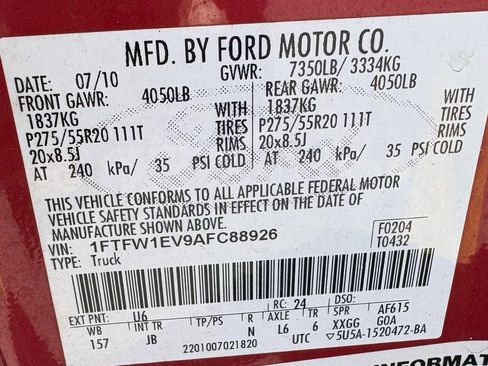 MFD. BY FORD MOTOR CO.
DATE: 07/10 GVWR: 7350LB/ 3334KG
FRONT GAWR: 4050LB REAR GAWR: 4050LB
1837KG WITH 1837KG WITH
P275/55R20 111T TIRES P275/55R20 111T TIRES
20x8.5J RIMS 20x8.5J RIMS
AT 240 kPa/ 35 PSI COLD AT 240 kPa/ 35 PSI COLD
THIS VEHICLE CONFORMS TO ALL APPLICABLE FEDERAL MOTOR
VEHICLE SAFETY STANDARDS IN EFFECT ON THE DATE OF
MANUFACTURE SHOWN ABOVE.
VIN: 1FTFW1EV9AFC88926 F0204
TYPE: Truck T0432
EXT PNT: U6 RC: 24 DSO:
WB INT TR TP/PS R AXLE TR SPR AF615
157 JB N L6 6 XXGG G0A
2201007021820 UTC 5U5A-1520472-BA
INFORMAT